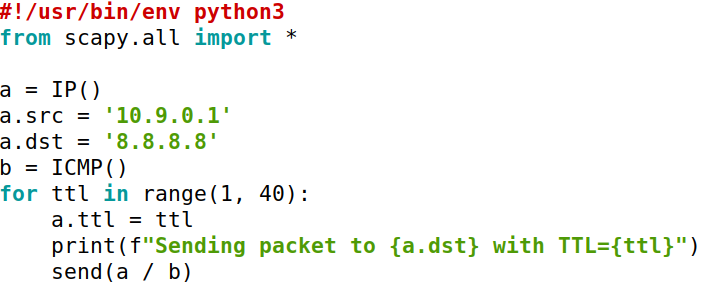 #!/usr/bin/env python3
from scapy.all import *

a = IP()
a.src = '10.9.0.1'
a.dst = '8.8.8.8'
b = ICMP()
for ttl in range(1, 40):
    a.ttl = ttl
    print(f"Sending packet to {a.dst} with TTL={ttl}")
    send(a / b)